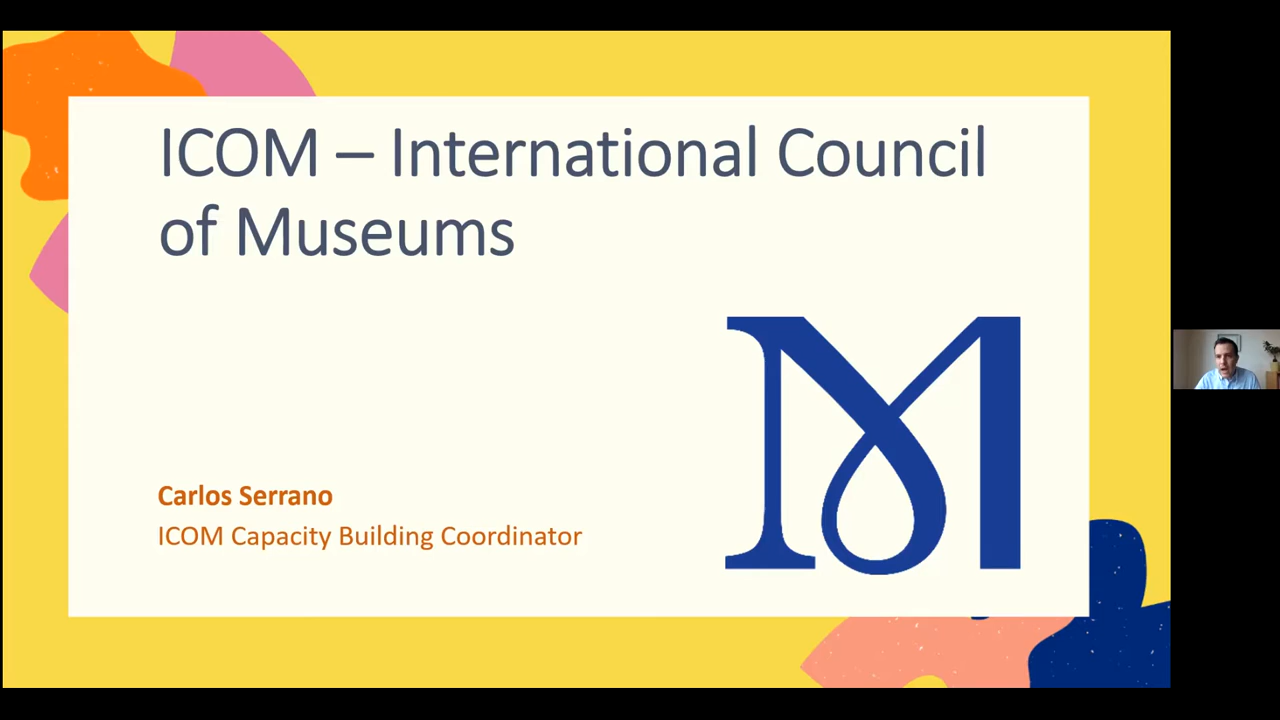 ICOM – International Council
of Museums
Carlos Serrano
ICOM Capacity Building Coordinator